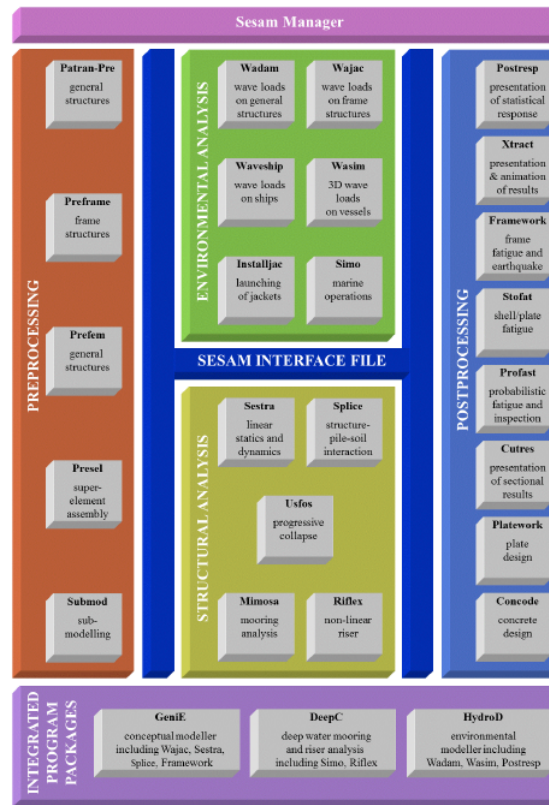 Sesam Manager
PREPROCESSING
Patran-Pre
general
structures
Preframe
frame
structures
Prefem
general
structures
Presel
super-
element
assembly
Submod
sub-
modelling
ENVIRONMENTAL ANALYSIS
Wadam
wave loads
on general
structures
Wajac
wave loads
on frame
structures
Waveship
wave loads
on ships
Wasim
3D wave
loads
on vessels
Installjac
launching
of jackets
Simo
marine
operations
SESAM INTERFACE FILE
STRUCTURAL ANALYSIS
Sestra
linear
statics and
dynamics
Splice
structure-
pile-soil
interaction
Usfos
progressive
collapse
Mimosa
mooring
analysis
Riflex
non-linear
riser
POSTPROCESSING
Postresp
presentation
of statistical
response
Xtract
presentation
& animation
of results
Framework
frame
fatigue and
earthquake
Stofat
shell/plate
fatigue
Profast
probabilistic
fatigue and
inspection
Cutres
presentation
of sectional
results
Platework
plate
design
Concode
concrete
design
INTEGRATED
PROGRAM
PACKAGES
GeniE
conceptual modeller
including Wajac, Sestra,
Splice, Framework
DeepC
deep water mooring
and riser analysis
including Simo, Riflex
HydroD
environmental
modeller including
Wadam, Wasim, Postresp